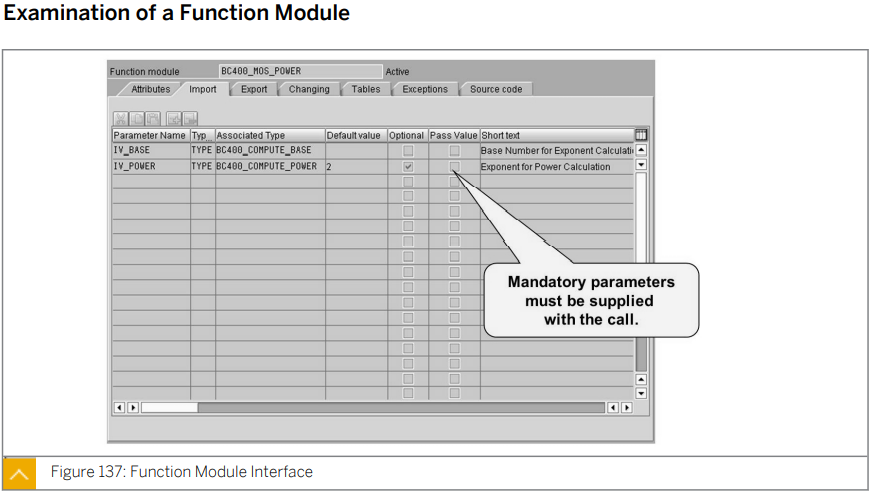 Examination of a Function Module
Function module BC400_MOS_POWER Active
Attributes Import Export Changing Tables Exceptions Source code
Parameter Name Typ_ Associated Type Default value Optional Pass Value Short text
IV_BASE TYPE BC400_COMPUTE_BASE Base Number for Exponent Calculati
IV_POWER TYPE BC400_COMPUTE_POWER 2 Exponent for Power Calculation
Mandatory parameters
must be supplied
with the call.
Figure 137: Function Module Interface